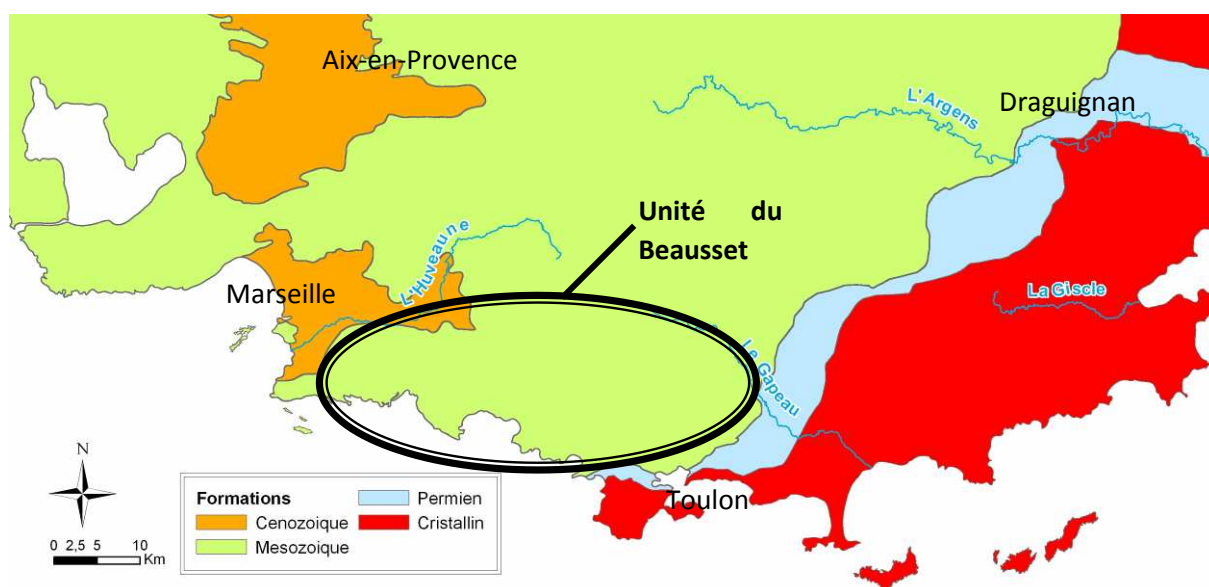 Aix-en-Provence
L'Argens
Draguignan
Unité du
Beausset
L'Huveaune
Marseille
La Giscle
Le Gapeau
Toulon
N
0 2,5 5 10
Km
Formations
Cenozoique
Mesozoique
Permien
Cristallin